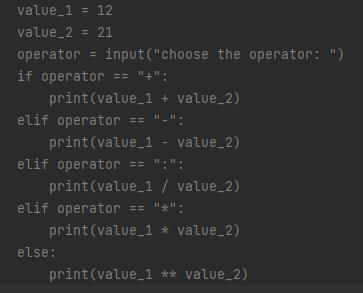 value_1 = 12
value_2 = 21
operator = input("choose the operator: ")
if operator == "+":
    print(value_1 + value_2)
elif operator == "-":
    print(value_1 - value_2)
elif operator == ":":
    print(value_1 / value_2)
elif operator == "*":
    print(value_1 * value_2)
else:
    print(value_1 ** value_2)